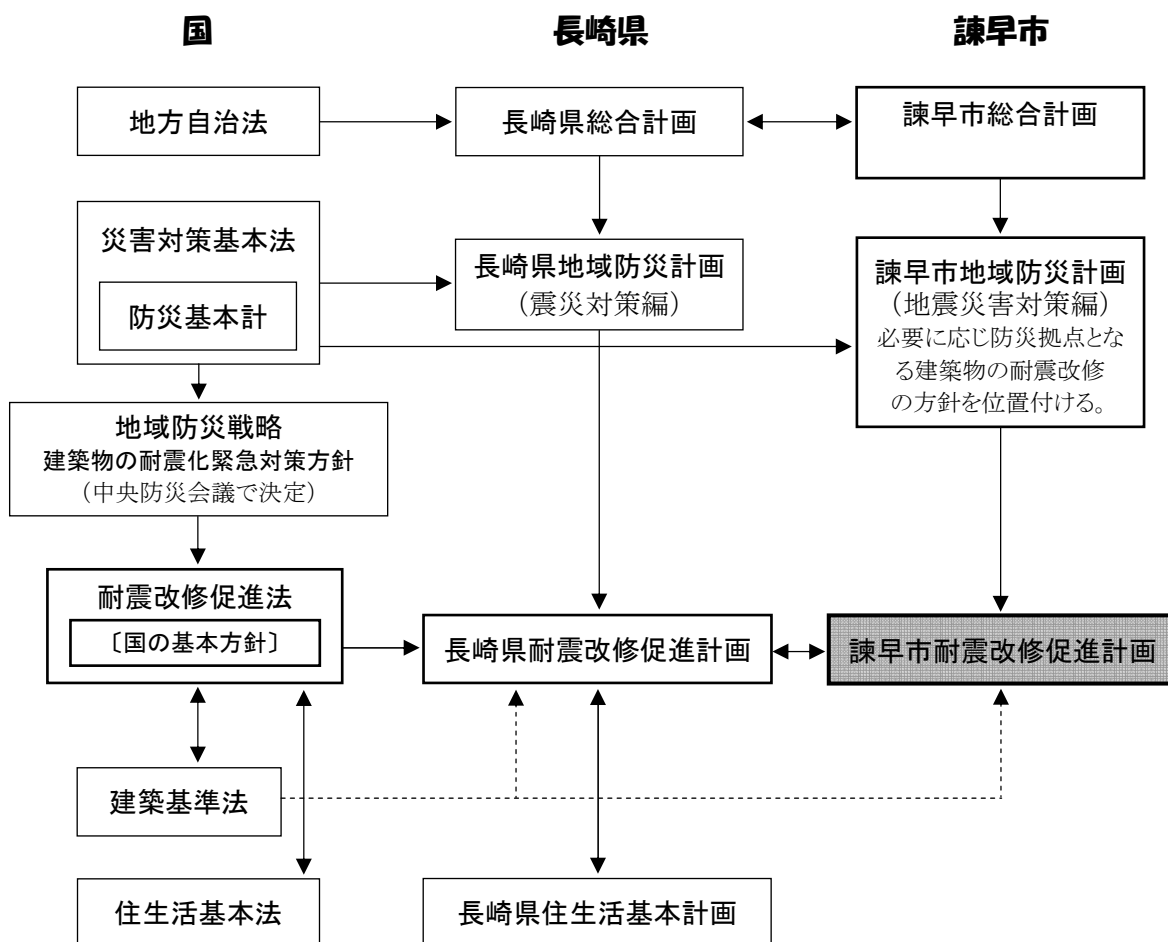 国
長崎県
諫早市
地方自治法
長崎県総合計画
諫早市総合計画
災害対策基本法
防災基本計
長崎県地域防災計画
（震災対策編）
諫早市地域防災計画
（地震災害対策編）
必要に応じ防災拠点とな
る建築物の耐震改修
の方針を位置付ける。
地域防災戦略
建築物の耐震化緊急対策方針
（中央防災会議で決定）
耐震改修促進法
〔国の基本方針〕
長崎県耐震改修促進計画
諫早市耐震改修促進計画
建築基準法
住生活基本法
長崎県住生活基本計画